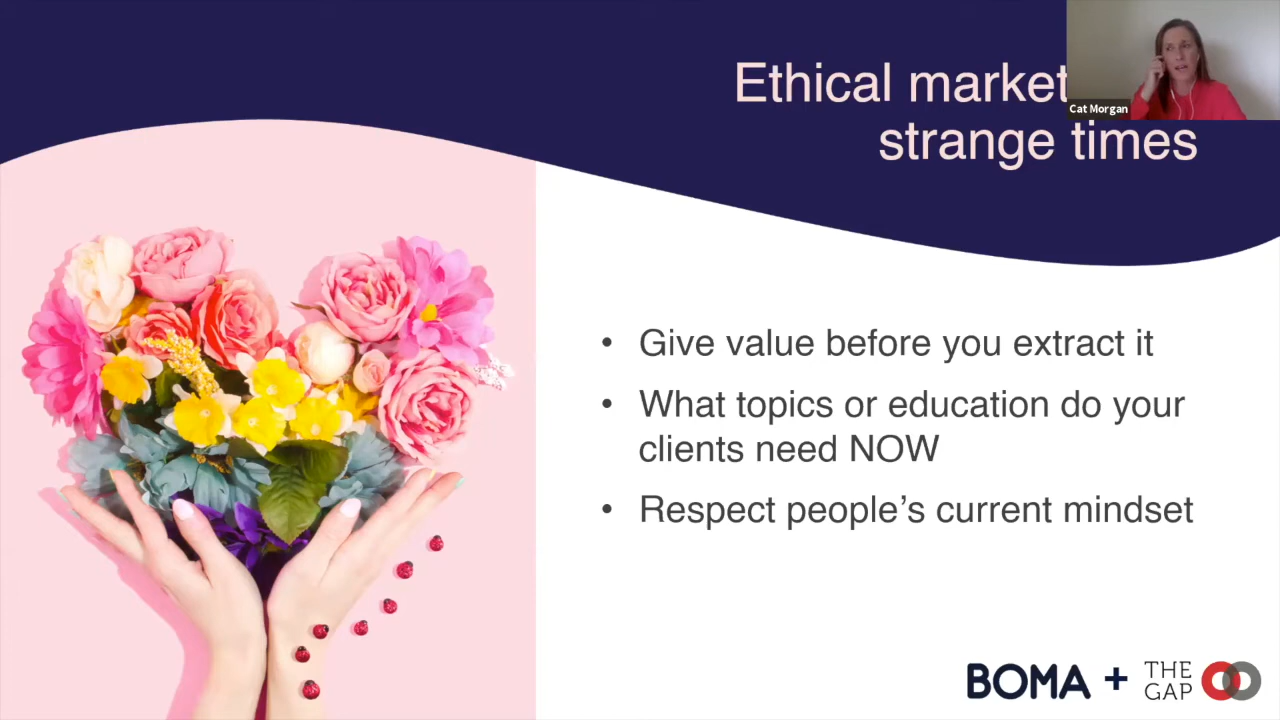 Ethical market
strange times
Cat Morgan
• Give value before you extract it
• What topics or education do your
clients need NOW
• Respect people’s current mindset
BOMA + THE
GAP